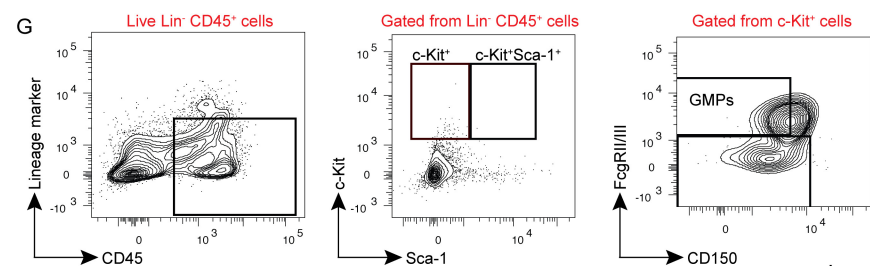 G
Live Lin⁻ CD45⁺ cells
Lineage marker
10⁵
10⁴
10³
0
-10³
0
10³
10⁵
CD45
Gated from Lin⁻ CD45⁺ cells
c-Kit⁺
c-Kit⁺Sca-1⁺
c-Kit
10⁵
10⁴
10³
0
-10³
0
10⁴
Sca-1
Gated from c-Kit⁺ cells
GMPs
FcgRII/III
10⁵
10⁴
10³
0
-10³
0
10⁴
CD150